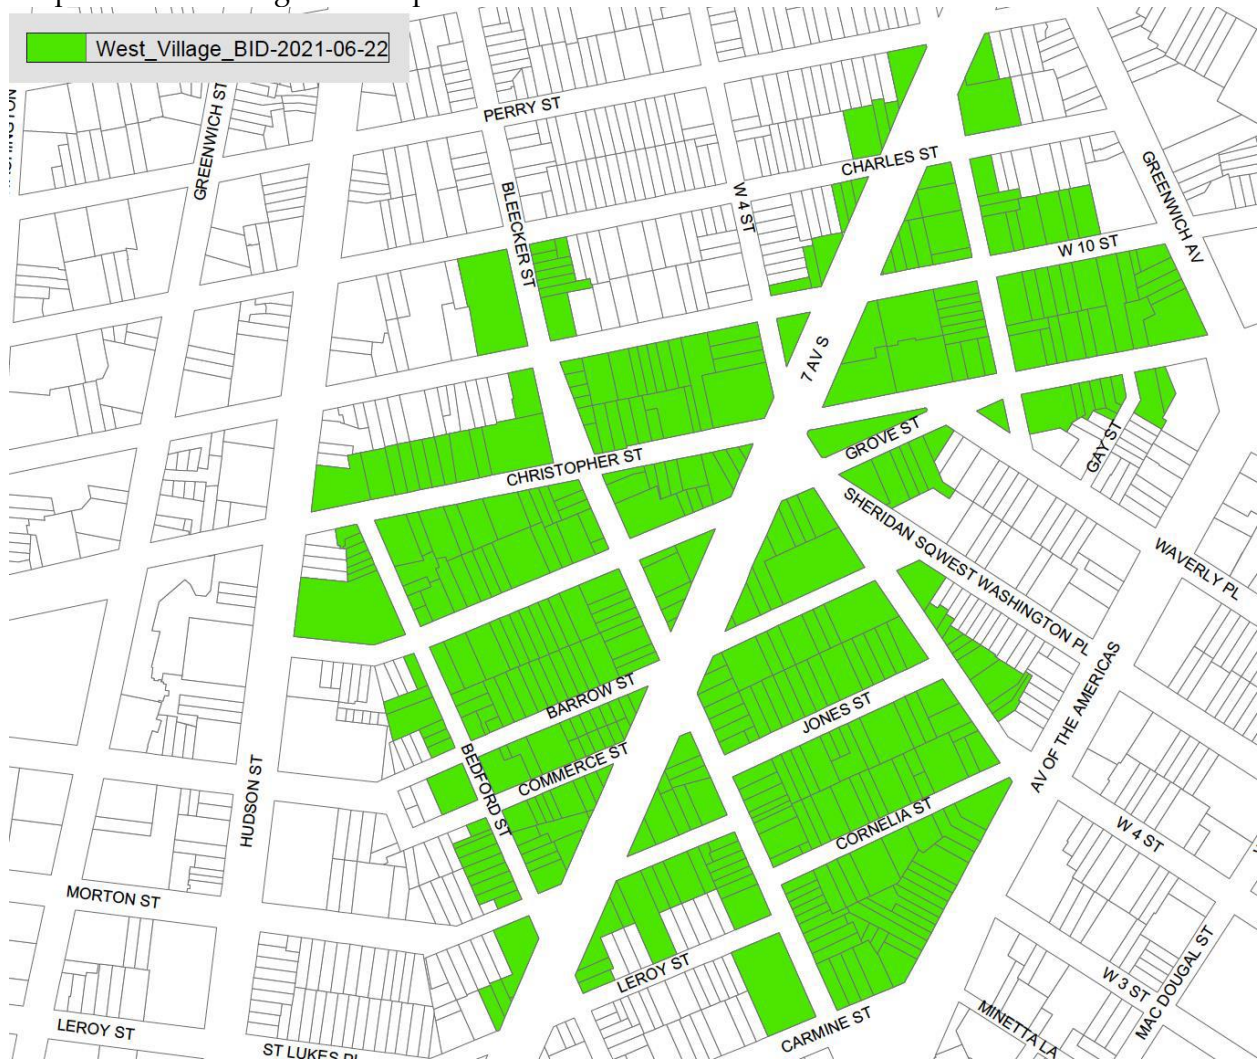 West_Village_BID-2021-06-22
GREENWICH ST
PERRY ST
BLEECKER ST
W 4 ST
CHARLES ST
GREENWICH AV
W 10 ST
7 AV S
GROVE ST
GAY ST
CHRISTOPHER ST
SHERIDAN SQ
WEST WASHINGTON PL
WAVERLY PL
BARROW ST
JONES ST
AV OF THE AMERICAS
COMMERCE ST
BEDFORD ST
HUDSON ST
CORNELIA ST
W 4 ST
MORTON ST
LEROY ST
W 3 ST
MAC DOUGAL ST
MINETTA LA
CARMINE ST
LEROY ST
ST LUKES PL